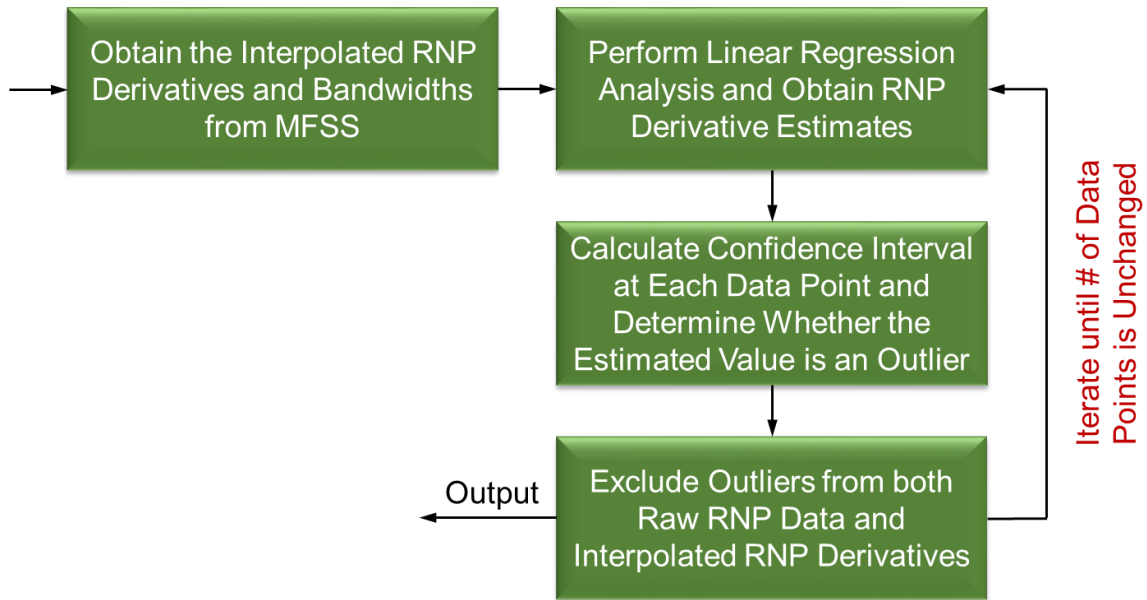 Obtain the Interpolated RNP
Derivatives and Bandwidths
from MFSS
Perform Linear Regression
Analysis and Obtain RNP
Derivative Estimates
Calculate Confidence Interval
at Each Data Point and
Determine Whether the
Estimated Value is an Outlier
Exclude Outliers from both
Raw RNP Data and
Interpolated RNP Derivatives
Output
Iterate until # of Data
Points is Unchanged